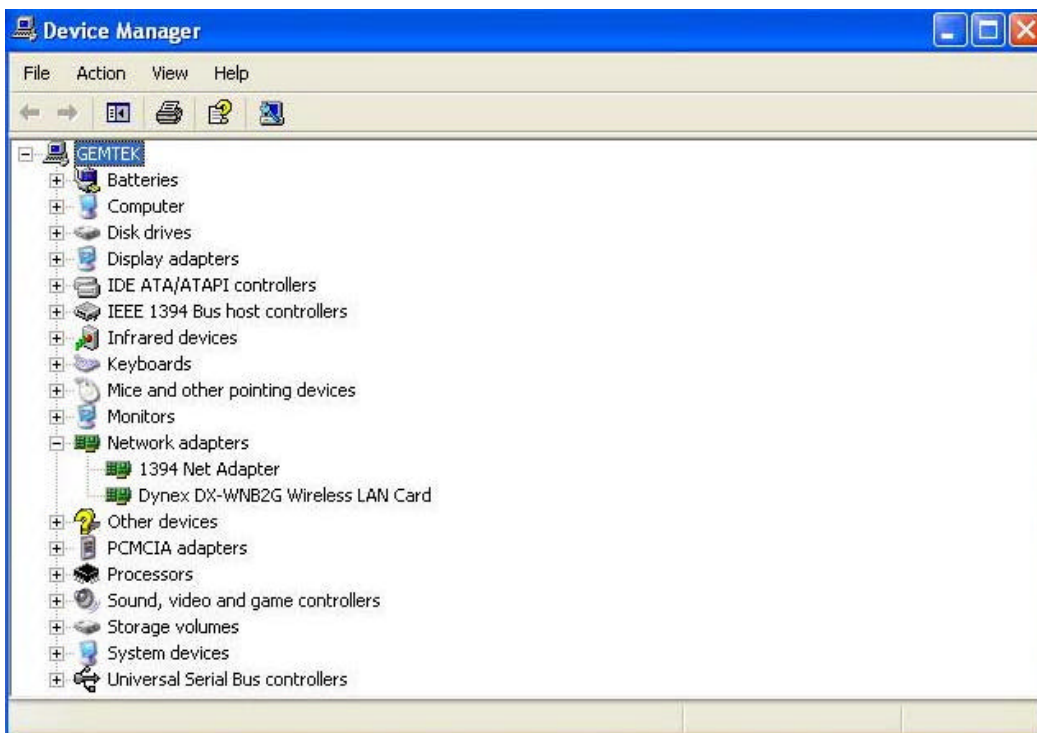 Device Manager
File Action View Help
GEMTEK
Batteries
Computer
Disk drives
Display adapters
IDE ATA/ATAPI controllers
IEEE 1394 Bus host controllers
Infrared devices
Keyboards
Mice and other pointing devices
Monitors
Network adapters
1394 Net Adapter
Dynex DX-WNB2G Wireless LAN Card
Other devices
PCMCIA adapters
Processors
Sound, video and game controllers
Storage volumes
System devices
Universal Serial Bus controllers